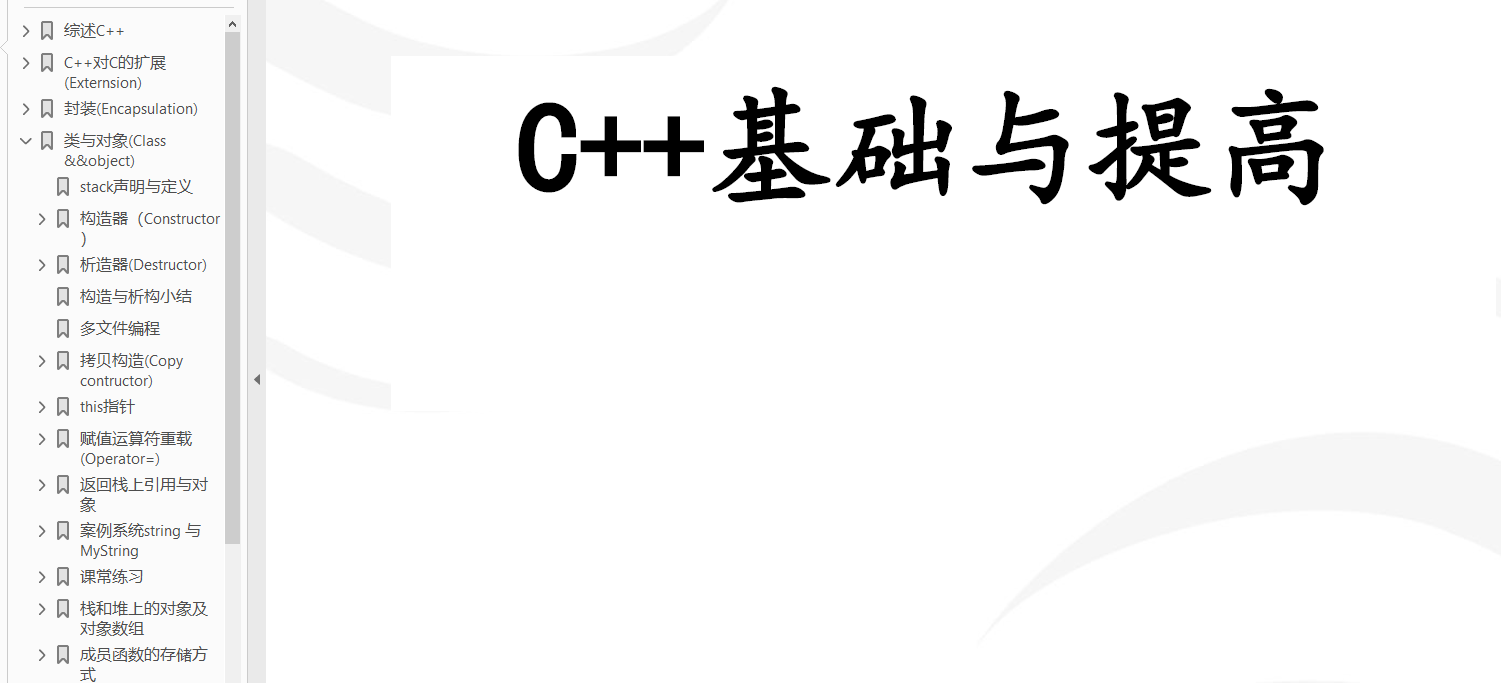 综述C++
C++对C的扩展
(Externsion)
封装(Encapsulation)
类与对象(Class
&&object)
stack声明与定义
构造器（Constructor
)
析造器(Destructor)
构造与析构小结
多文件编程
拷贝构造(Copy
contructor)
this指针
赋值运算符重载
(Operator=)
返回栈上引用与对
象
案例系统string 与
MyString
课常练习
栈和堆上的对象及
对象数组
成员函数的存储方
式
C++基础与提高